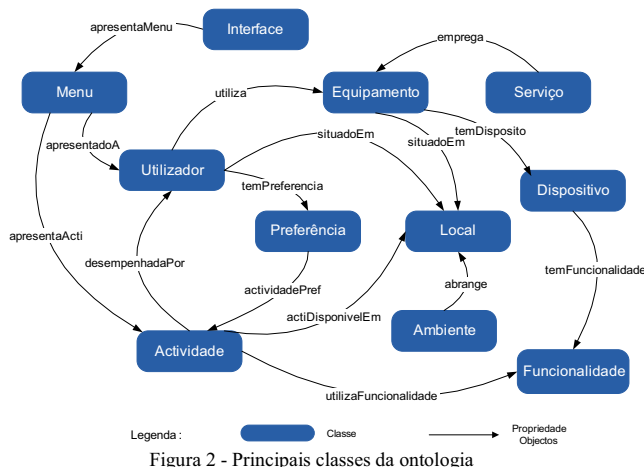 apresentaMenu
Interface
emprega
Menu
utiliza
Equipamento
Serviço
apresentadoA
situadoEm
situadoEm
temDisposito
Utilizador
temPreferencia
Dispositivo
apresentaActi
desempenhadaPor
Preferência
Local
temFuncionalidade
actividadePref
abrange
actiDisponivelEm
Actividade
Ambiente
Funcionalidade
utilizaFuncionalidade
Legenda :
Classe
Propriedade
Objectos
Figura 2 - Principais classes da ontologia